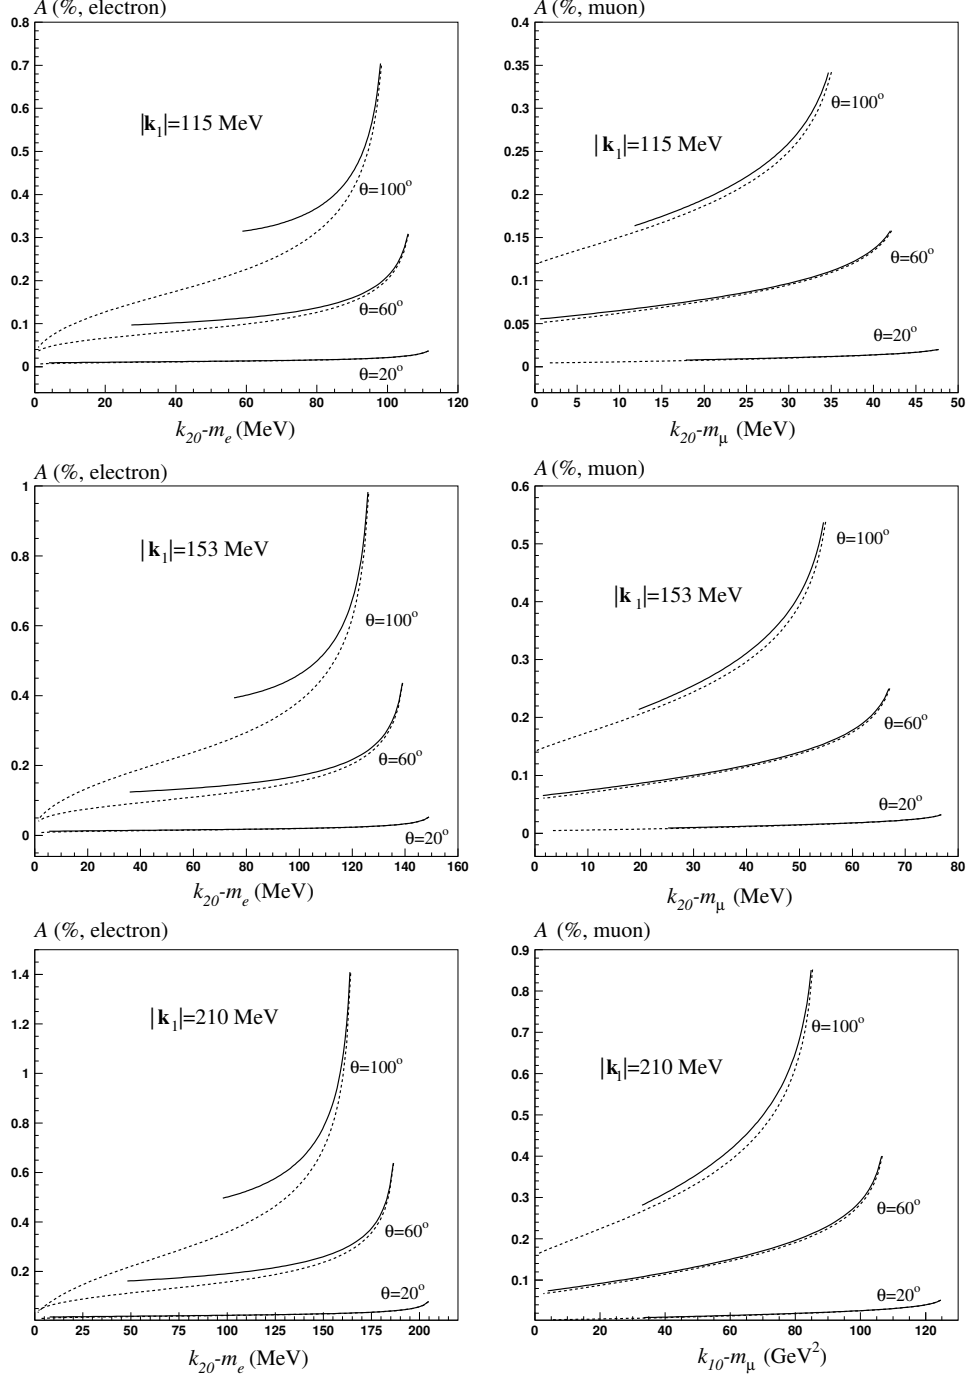 A (%, electron)
0.8
0.7
0.6
0.5
0.4
0.3
0.2
0.1
0
|k₁|=115 MeV
θ=100°
θ=60°
θ=20°
0 20 40 60 80 100 120
k₂₀-mₑ (MeV)
A (%, muon)
0.4
0.35
0.3
0.25
0.2
0.15
0.1
0.05
0
|k₁|=115 MeV
θ=100°
θ=60°
θ=20°
0 5 10 15 20 25 30 35 40 45 50
k₂₀-m_μ (MeV)
A (%, electron)
1
0.8
0.6
0.4
0.2
0
|k₁|=153 MeV
θ=100°
θ=60°
θ=20°
0 20 40 60 80 100 120 140 160
k₂₀-mₑ (MeV)
A (%, muon)
0.6
0.5
0.4
0.3
0.2
0.1
0
|k₁|=153 MeV
θ=100°
θ=60°
θ=20°
0 10 20 30 40 50 60 70 80
k₂₀-m_μ (MeV)
A (%, electron)
1.4
1.2
1
0.8
0.6
0.4
0.2
|k₁|=210 MeV
θ=100°
θ=60°
θ=20°
0 25 50 75 100 125 150 175 200
k₂₀-mₑ (MeV)
A (%, muon)
0.9
0.8
0.7
0.6
0.5
0.4
0.3
0.2
0.1
|k₁|=210 MeV
θ=100°
θ=60°
θ=20°
0 20 40 60 80 100 120
k₁₀-m_μ (GeV²)